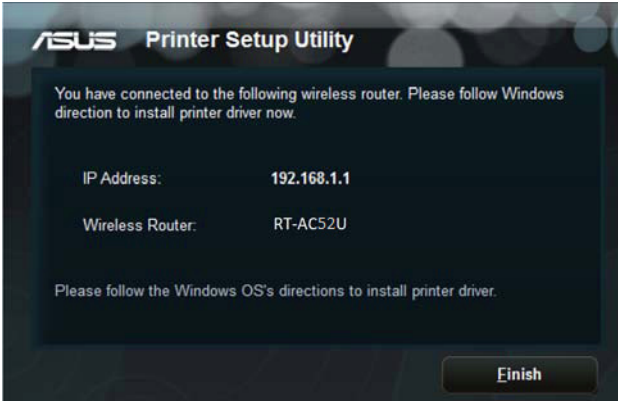 ASUS Printer Setup Utility
You have connected to the following wireless router. Please follow Windows
direction to install printer driver now.
IP Address: 192.168.1.1
Wireless Router: RT-AC52U
Please follow the Windows OS's directions to install printer driver.
Finish